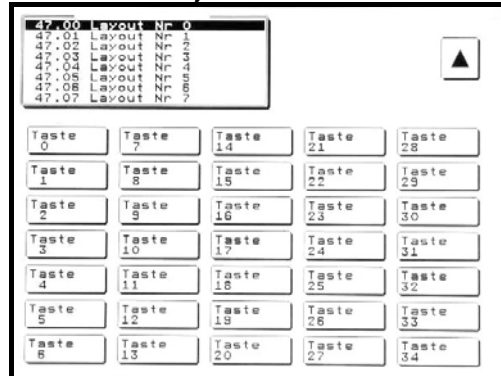 47.00 Layout Nr 0
47.01 Layout Nr 1
47.02 Layout Nr 2
47.03 Layout Nr 3
47.04 Layout Nr 4
47.05 Layout Nr 5
47.06 Layout Nr 6
47.07 Layout Nr 7
Taste 0
Taste 7
Taste 14
Taste 21
Taste 28
Taste 1
Taste 8
Taste 15
Taste 22
Taste 29
Taste 2
Taste 9
Taste 16
Taste 23
Taste 30
Taste 3
Taste 10
Taste 17
Taste 24
Taste 31
Taste 4
Taste 11
Taste 18
Taste 25
Taste 32
Taste 5
Taste 12
Taste 19
Taste 26
Taste 33
Taste 6
Taste 13
Taste 20
Taste 27
Taste 34